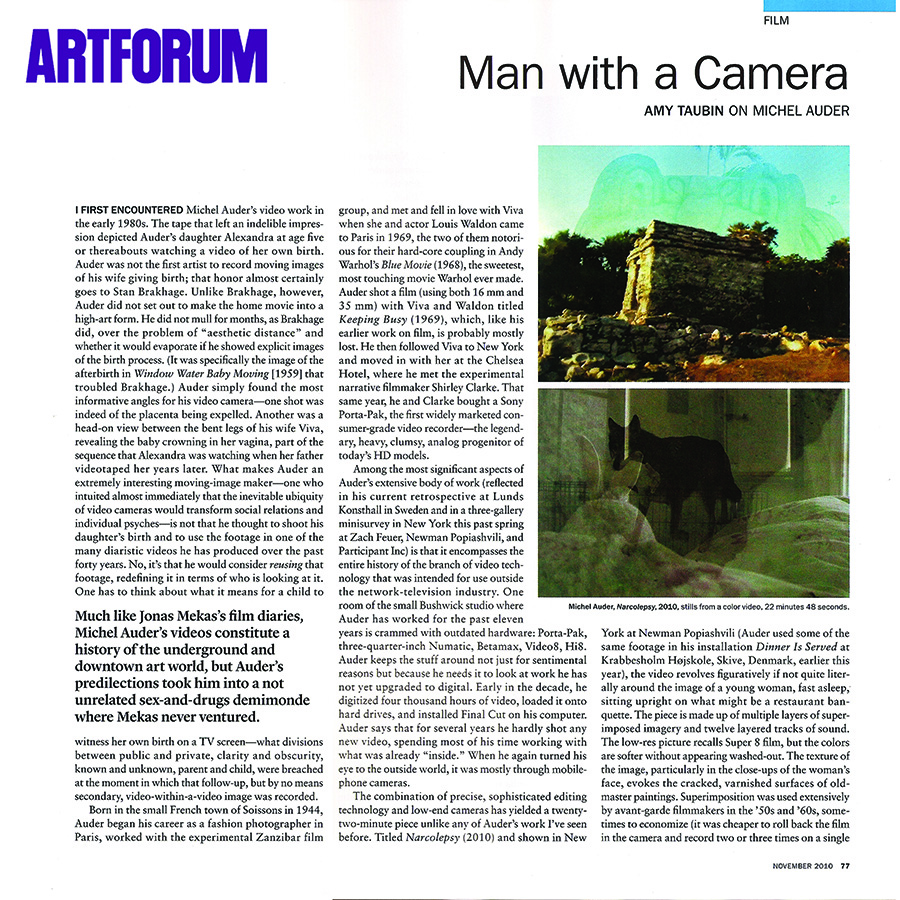 FILM
ARTFORUM
Man with a Camera
AMY TAUBIN ON MICHEL AUDER
I FIRST ENCOUNTERED Michel Auder's video work in
the early 1980s. The tape that left an indelible impres-
sion depicted Auder's daughter Alexandra at age five
or thereabouts watching a video of her own birth.
Auder was not the first artist to record moving images
of his wife giving birth; that honor almost certainly
goes to Stan Brakhage. Unlike Brakhage, however,
Auder did not set out to make the home movie into a
high-art form. He did not mull for months, as Brakhage
did, over the problem of "aesthetic distance" and
whether it would evaporate if he showed explicit images
of the birth process. (It was specifically the image of the
afterbirth in Window Water Baby Moving [1959] that
troubled Brakhage.) Auder simply found the most
informative angles for his video camera—one shot was
indeed of the placenta being expelled. Another was a
head-on view between the bent legs of his wife Viva,
revealing the baby crowning in her vagina, part of the
sequence that Alexandra was watching when her father
videotaped her years later. What makes Auder an
extremely interesting moving-image maker—one who
intuited almost immediately that the inevitable ubiquity
of video cameras would transform social relations and
individual psyches—is not that he thought to shoot his
daughter's birth and to use the footage in one of the
many diaristic videos he has produced over the past
forty years. No, it's that he would consider reusing that
footage, redefining it in terms of who is looking at it.
One has to think about what it means for a child to
Much like Jonas Mekas's film diaries,
Michel Auder's videos constitute a
history of the underground and
downtown art world, but Auder's
predilections took him into a not
unrelated sex-and-drugs demimonde
where Mekas never ventured.
witness her own birth on a TV screen—what divisions
between public and private, clarity and obscurity,
known and unknown, parent and child, were breached
at the moment in which that follow-up, but by no means
secondary, video-within-a-video image was recorded.
Born in the small French town of Soissons in 1944,
Auder began his career as a fashion photographer in
Paris, worked with the experimental Zanzibar film
group, and met and fell in love with Viva
when she and actor Louis Waldon came
to Paris in 1969, the two of them notori-
ous for their hard-core coupling in Andy
Warhol's Blue Movie (1968), the sweetest,
most touching movie Warhol ever made.
Auder shot a film (using both 16 mm and
35 mm) with Viva and Waldon titled
Keeping Busy (1969), which, like his
earlier work on film, is probably mostly
lost. He then followed Viva to New York
and moved in with her at the Chelsea
Hotel, where he met the experimental
narrative filmmaker Shirley Clarke. That
same year, he and Clarke bought a Sony
Porta-Pak, the first widely marketed con-
sumer-grade video recorder—the legend-
ary, heavy, clumsy, analog progenitor of
today's HD models.
Among the most significant aspects of
Auder's extensive body of work (reflected
in his current retrospective at Lunds
Konsthall in Sweden and in a three-gallery
minisurvey in New York this past spring
at Zach Feuer, Newman Popiashvili, and
Participant Inc) is that it encompasses the
entire history of the branch of video tech-
nology that was intended for use outside
the network-television industry. One
room of the small Bushwick studio where
Auder has worked for the past eleven
years is crammed with outdated hardware: Porta-Pak,
three-quarter-inch Numatic, Betamax, Video8, Hi8.
Auder keeps the stuff around not just for sentimental
reasons but because he needs it to look at work he has
not yet upgraded to digital. Early in the decade, he
digitized four thousand hours of video, loaded it onto
hard drives, and installed Final Cut on his computer.
Auder says that for several years he hardly shot any
new video, spending most of his time working with
what was already "inside." When he again turned his
eye to the outside world, it was mostly through mobile-
phone cameras.
The combination of precise, sophisticated editing
technology and low-end cameras has yielded a twenty-
two-minute piece unlike any of Auder's work I've seen
before. Titled Narcolepsy (2010) and shown in New
Michel Auder, Narcolepsy, 2010, stills from a color video, 22 minutes 48 seconds.
York at Newman Popiashvili (Auder used some of the
same footage in his installation Dinner Is Served at
Krabbesholm Højskole, Skive, Denmark, earlier this
year), the video revolves figuratively if not quite liter-
ally around the image of a young woman, fast asleep,
sitting upright on what might be a restaurant ban-
quette. The piece is made up of multiple layers of super-
imposed imagery and twelve layered tracks of sound.
The low-res picture recalls Super 8 film, but the colors
are softer without appearing washed-out. The texture of
the image, particularly in the close-ups of the woman's
face, evokes the cracked, varnished surfaces of old-
master paintings. Superimposition was used extensively
by avant-garde filmmakers in the '50s and '60s, some-
times to economize (it was cheaper to roll back the film
in the camera and record two or three times on a single
NOVEMBER 2010 77